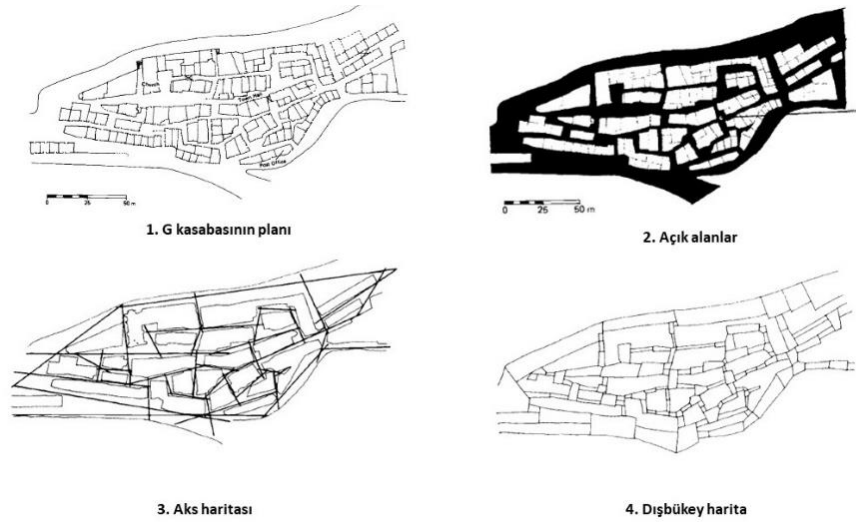 Church
Town Hall
Post Office
0 25 50 m
1. G kasabasının planı
0 25 50 m
2. Açık alanlar
3. Aks haritası
4. Dışbükey harita